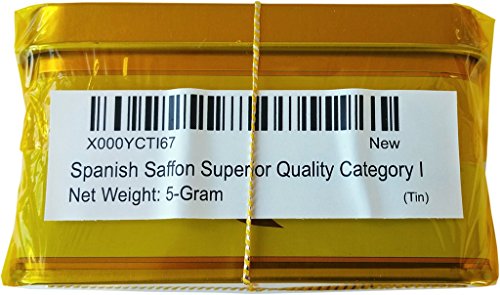 X000YCTI67 New
Spanish Saffon Superior Quality Category I
Net Weight: 5-Gram (Tin)